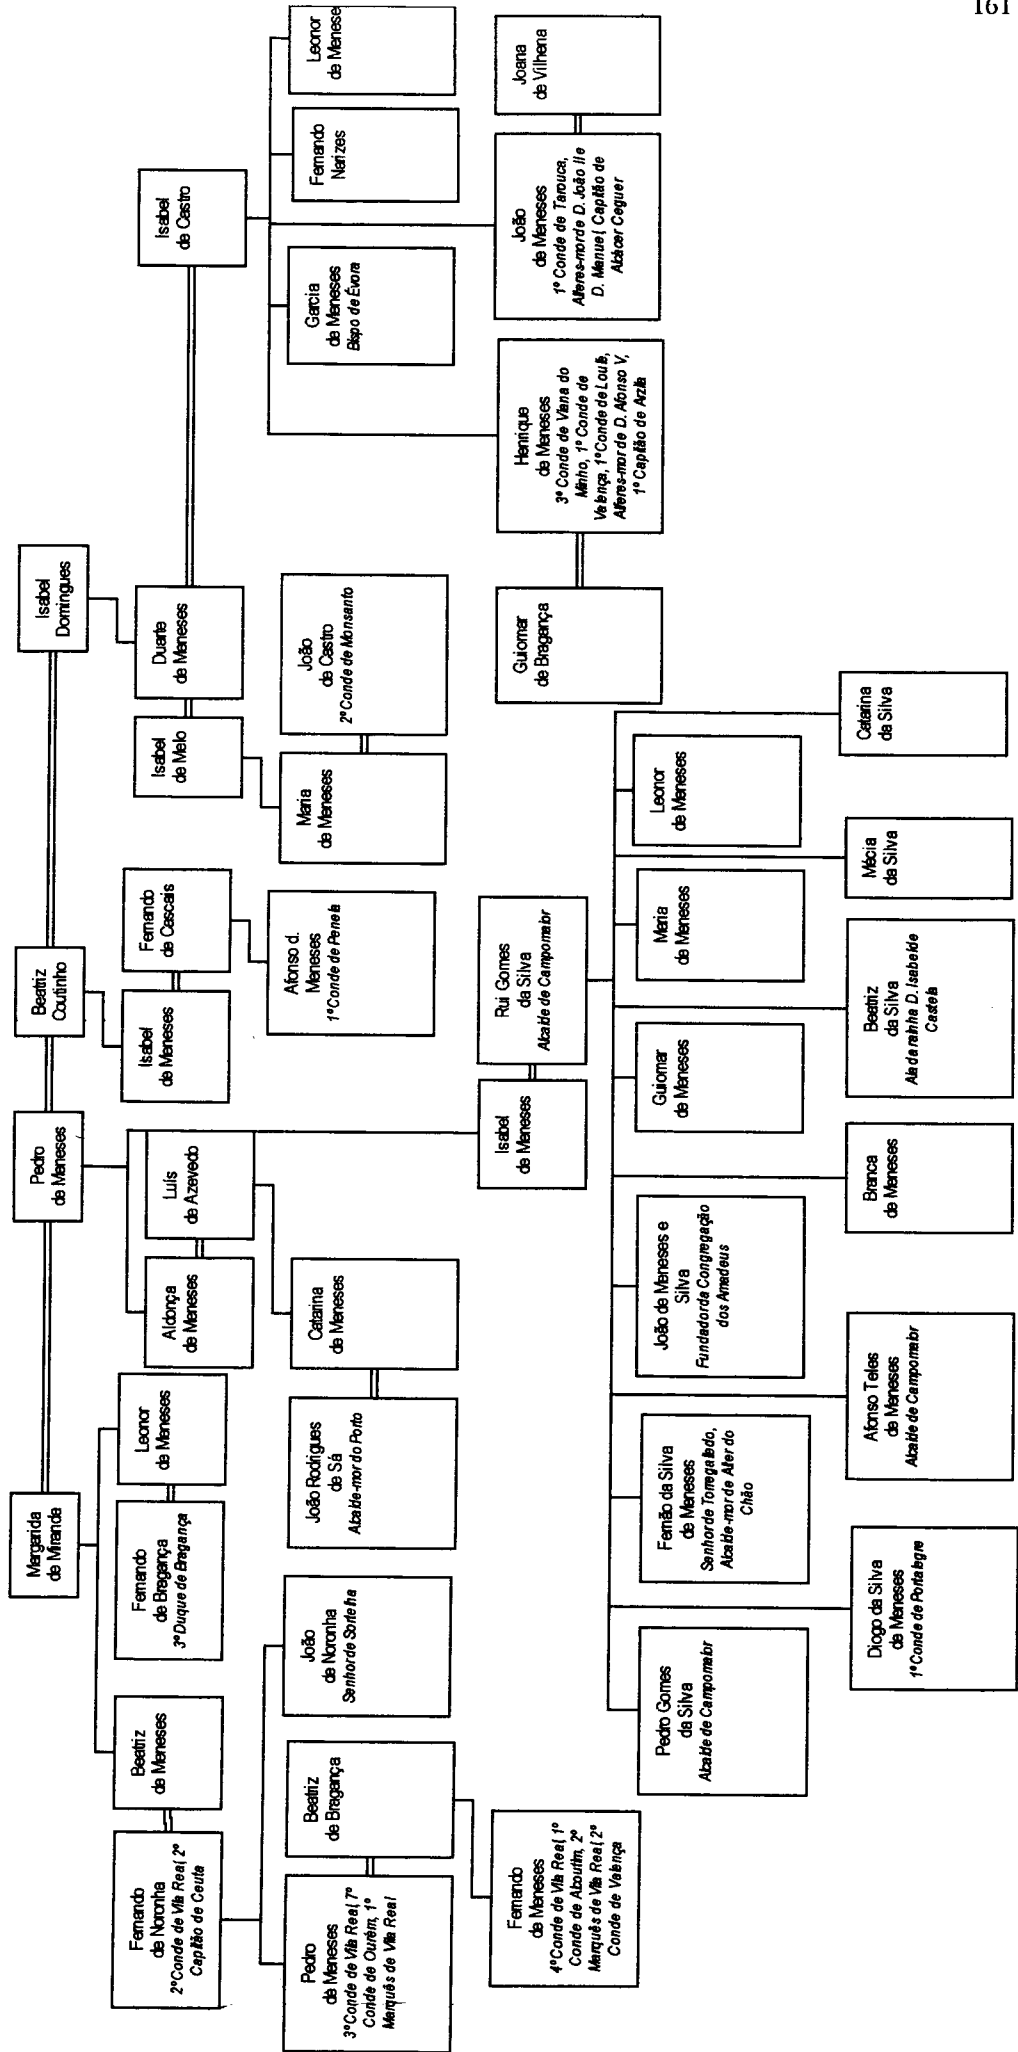 161
Margarida
de Miranda
Pedro
de Meneses
Beatriz
Coutinho
Isabel
Domingues
Fernando
de Noronha
2º Conde de Vila Real, 2º
Capitão de Ceuta
Beatriz
de Meneses
Fernando
de Bragança
3º Duque de Bragança
Leonor
de Meneses
Aldonça
de Meneses
Luís
de Azevedo
Isabel
de Meneses
Fernando
de Cascais
Isabel
de Melo
Duarte
de Meneses
Isabel
de Castro
Pedro
de Meneses
3º Conde de Vila Real, 7º
Conde de Ourém, 1º
Marquês de Vila Real
Beatriz
de Bragança
João
de Noronha
Senhor de Sortelha
João Rodrigues
de Sá
Alcaide-mor do Porto
Catarina
de Meneses
Afonso d.
Meneses
1º Conde de Penela
Maria
de Meneses
João
de Castro
2º Conde de Monsanto
Garcia
de Meneses
Bispo de Évora
Fernando
Narizes
Leonor
de Menese
Fernando
de Meneses
4º Conde de Vila Real, 1º
Conde de Alcoutim, 2º
Marquês de Vila Real, 2º
Conde de Valença
Isabel
de Meneses
Rui Gomes
da Silva
Alcaide de Campomaior
Guiomar
de Bragança
Henrique
de Meneses
3º Conde de Viana do
Minho, 1º Conde de
Valença, 1º Conde de Loulé,
Alferes-mor de D. Afonso V,
1º Capitão de Arzila
João
de Meneses
1º Conde de Tarouca,
Alferes-mor de D. João II e
D. Manuel, Capitão de
Alcácer Ceguer
Joana
de Vilhena
Pedro Gomes
da Silva
Alcaide de Campomaior
Fernão da Silva
de Meneses
Senhor de Torregalado,
Alcaide-mor de Alter do
Chão
João de Meneses e
Silva
Fundador da Congregação
dos Amadeus
Guiomar
de Meneses
Maria
de Meneses
Leonor
de Meneses
Diogo da Silva
de Meneses
1º Conde de Portalegre
Afonso Teles
de Meneses
Alcaide de Campomaior
Branca
de Meneses
Beatriz
da Silva
Aia da rainha D. Isabel de
Castela
Mécia
da Silva
Catarina
da Silva